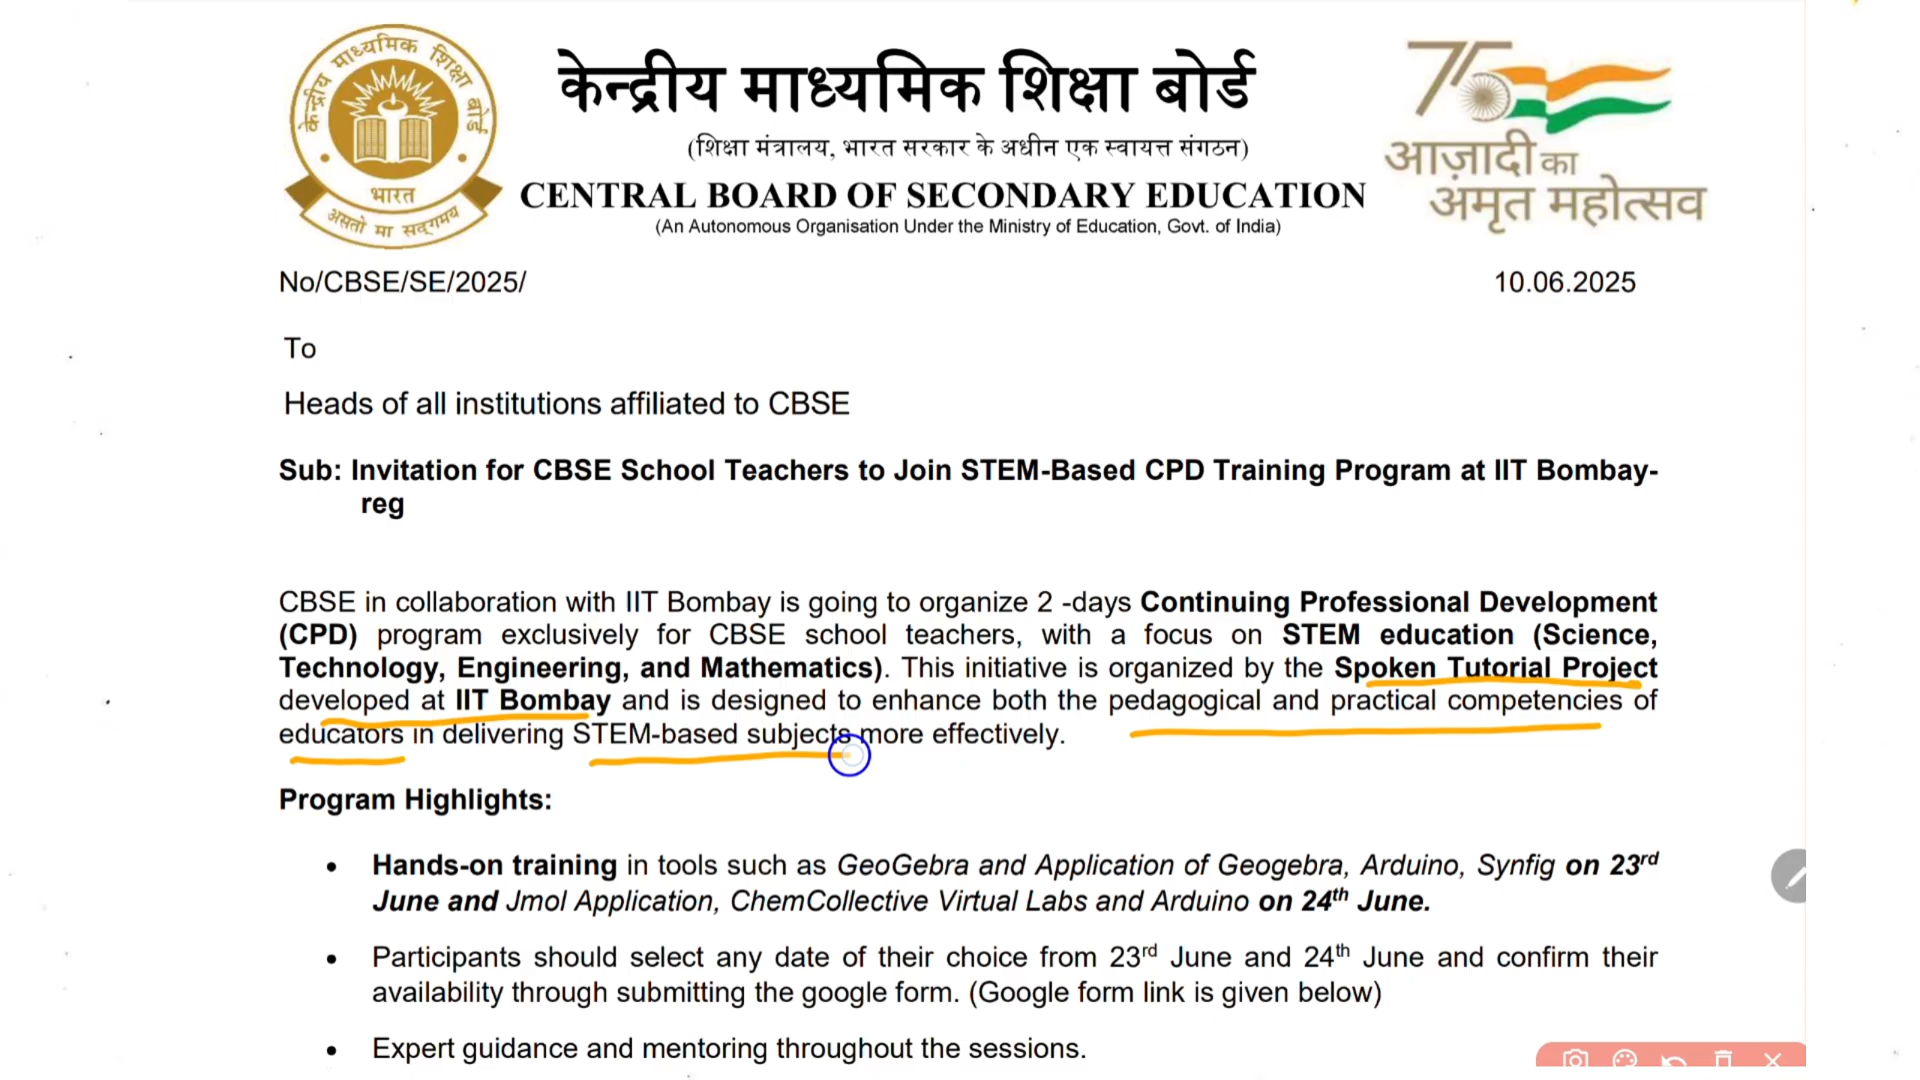 केन्द्रीय माध्यमिक शिक्षा बोर्ड
भारत
असतो मा सद्गमय
केन्द्रीय माध्यमिक शिक्षा बोर्ड
(शिक्षा मंत्रालय, भारत सरकार के अधीन एक स्वायत्त संगठन)
CENTRAL BOARD OF SECONDARY EDUCATION
(An Autonomous Organisation Under the Ministry of Education, Govt. of India)
75
आज़ादी का
अमृत महोत्सव
No/CBSE/SE/2025/ 10.06.2025
To
Heads of all institutions affiliated to CBSE
Sub: Invitation for CBSE School Teachers to Join STEM-Based CPD Training Program at IIT Bombay-
reg
CBSE in collaboration with IIT Bombay is going to organize 2 -days Continuing Professional Development
(CPD) program exclusively for CBSE school teachers, with a focus on STEM education (Science,
Technology, Engineering, and Mathematics). This initiative is organized by the Spoken Tutorial Project
developed at IIT Bombay and is designed to enhance both the pedagogical and practical competencies of
educators in delivering STEM-based subjects more effectively.
Program Highlights:
• Hands-on training in tools such as GeoGebra and Application of Geogebra, Arduino, Synfig on 23rd
June and Jmol Application, ChemCollective Virtual Labs and Arduino on 24th June.
• Participants should select any date of their choice from 23rd June and 24th June and confirm their
availability through submitting the google form. (Google form link is given below)
• Expert guidance and mentoring throughout the sessions.